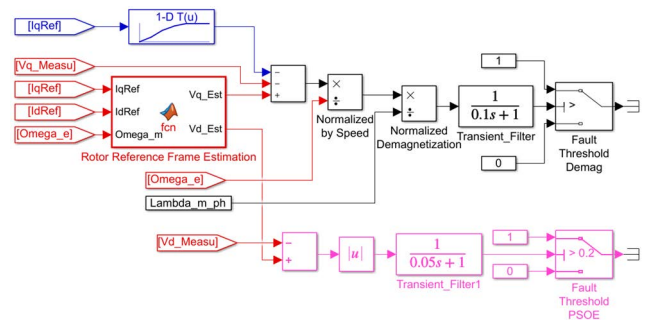 [IqRef]
1-D T(u)
[Vq_Measu]
[IqRef]
[IdRef]
[Omega_e]
IqRef
IdRef
Omega_m
fcn
Vq_Est
Vd_Est
Rotor Reference Frame Estimation
−
−
+
×
÷
Normalized
by Speed
×
÷
Normalized
Demagnetization
1
0.1s + 1
Transient_Filter
1
>
0
Fault
Threshold
Demag
[Omega_e]
Lambda_m_ph
[Vd_Measu]
−
+
|u|
1
0.05s + 1
Transient_Filter1
1
> 0.2
0
Fault
Threshold
PSOE